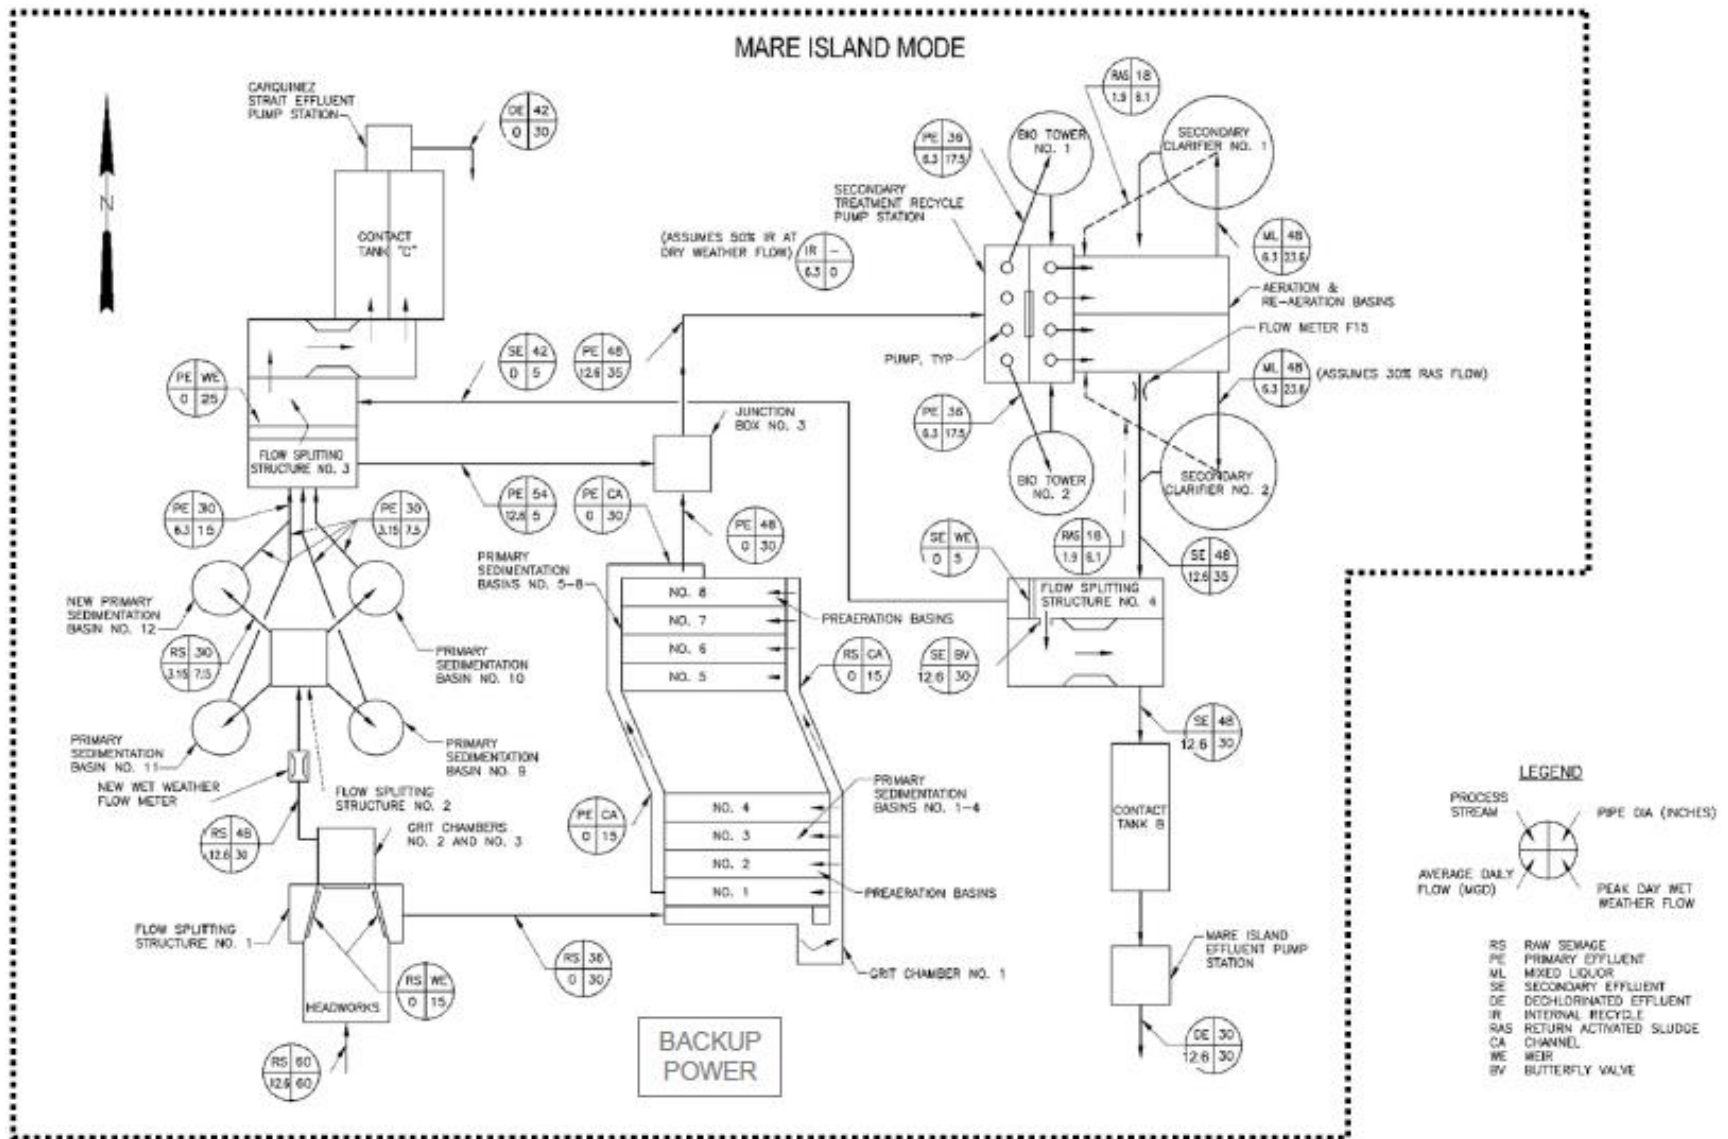 MARE ISLAND MODE
CARQUINEZ
STRAIT EFFLUENT
PUMP STATION
DE 42
0 30
N
CONTACT
TANK "C"
PE WE
0 25
FLOW SPLITTING
STRUCTURE NO. 3
SE 42
0 5
PE 48
12.6 35
(ASSUMES 50% IR AT
DRY WEATHER FLOW)
IR -
6.3 0
SECONDARY
TREATMENT RECYCLE
PUMP STATION
PE 36
6.3 17.5
BIO TOWER
NO. 1
RAS 18
1.9 6.1
SECONDARY
CLARIFIER NO. 1
ML 48
6.3 23.6
AERATION &
RE-AERATION BASINS
FLOW METER F15
PUMP, TYP
ML 48
6.3 23.6
(ASSUMES 30% RAS FLOW)
PE 36
6.3 17.5
BIO TOWER
NO. 2
SECONDARY
CLARIFIER NO. 2
JUNCTION
BOX NO. 3
PE 54
12.6 5
PE CA
0 30
PE 48
0 30
PE 30
6.3 15
PE 30
3.15 7.5
NEW PRIMARY
SEDIMENTATION
BASIN NO. 12
RS 30
3.15 7.5
PRIMARY
SEDIMENTATION
BASIN NO. 10
PRIMARY
SEDIMENTATION
BASIN NO. 11
PRIMARY
SEDIMENTATION
BASIN NO. 9
NEW WET WEATHER
FLOW METER
FLOW SPLITTING
STRUCTURE NO. 2
RS 48
12.6 30
GRIT CHAMBERS
NO. 2 AND NO. 3
FLOW SPLITTING
STRUCTURE NO. 1
HEADWORKS
RS WE
0 15
RS 60
12.6 60
RS 36
0 30
PRIMARY
SEDIMENTATION
BASINS NO. 5-8
NO. 8
NO. 7
NO. 6
NO. 5
PREAERATION BASINS
RS CA
0 15
PE CA
0 15
NO. 4
NO. 3
NO. 2
NO. 1
PRIMARY
SEDIMENTATION
BASINS NO. 1-4
PREAERATION BASINS
GRIT CHAMBER NO. 1
BACKUP
POWER
SE WE
0 5
RAS 18
1.9 6.1
SE 48
12.6 35
FLOW SPLITTING
STRUCTURE NO. 4
SE BV
12.6 30
SE 48
12.6 30
CONTACT
TANK B
MARE ISLAND
EFFLUENT PUMP
STATION
DE 30
12.6 30
LEGEND
PROCESS
STREAM
PIPE DIA (INCHES)
AVERAGE DAILY
FLOW (MGD)
PEAK DAY WET
WEATHER FLOW
RS RAW SEWAGE
PE PRIMARY EFFLUENT
ML MIXED LIQUOR
SE SECONDARY EFFLUENT
DE DECHLORINATED EFFLUENT
IR INTERNAL RECYCLE
RAS RETURN ACTIVATED SLUDGE
CA CHANNEL
WE WEIR
BV BUTTERFLY VALVE